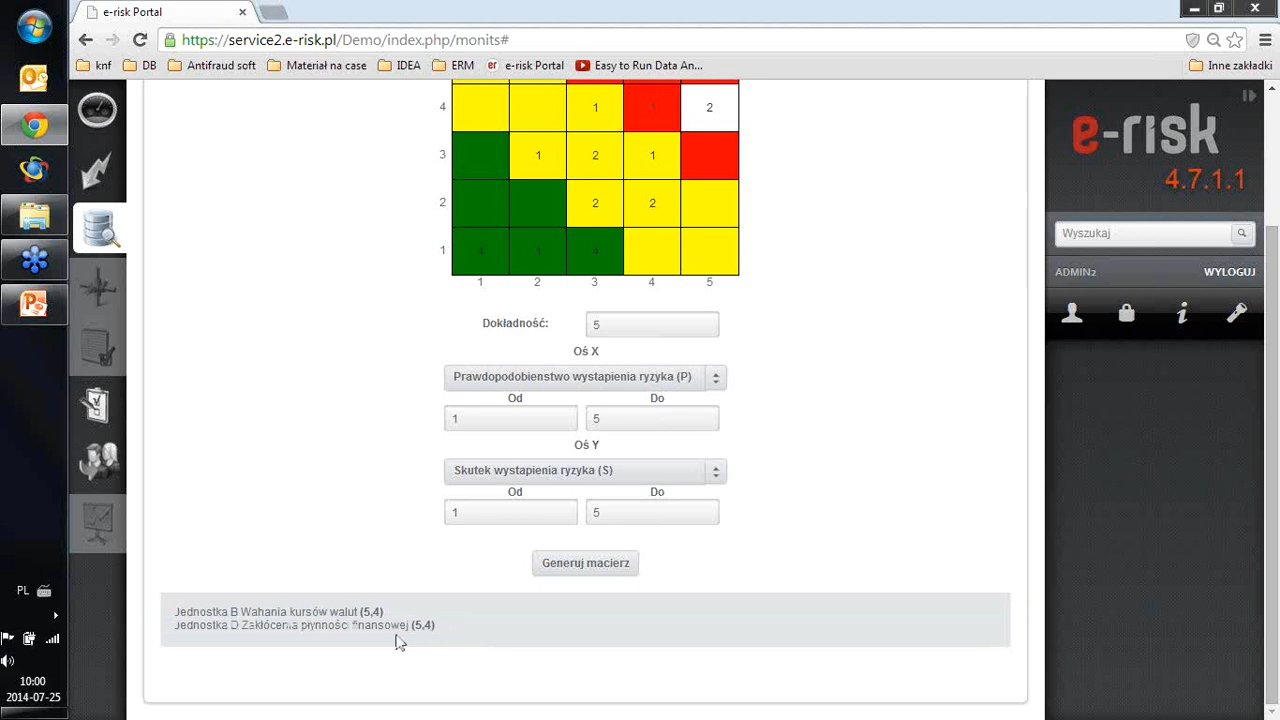 e-risk Portal
https://service2.e-risk.pl/Demo/index.php/monits#
knf DB Antifraud soft Materiał na case IDEA ERM e-risk Portal Easy to Run Data An... Inne zakładki
4 1 1 2
3 1 2 1
2 2 2
1 4 1 4
1 2 3 4 5
Dokładność: 5
Oś X
Prawdopodobienstwo wystapienia ryzyka (P)
Od Do
1 5
Oś Y
Skutek wystapienia ryzyka (S)
Od Do
1 5
Generuj macierz
Jednostka B Wahania kursów walut (5,4)
Jednostka D Zakłócenia płynności finansowej (5,4)
e-risk
4.7.1.1
Wyszukaj
ADMIN2 WYLOGUJ
PL
10:00
2014-07-25